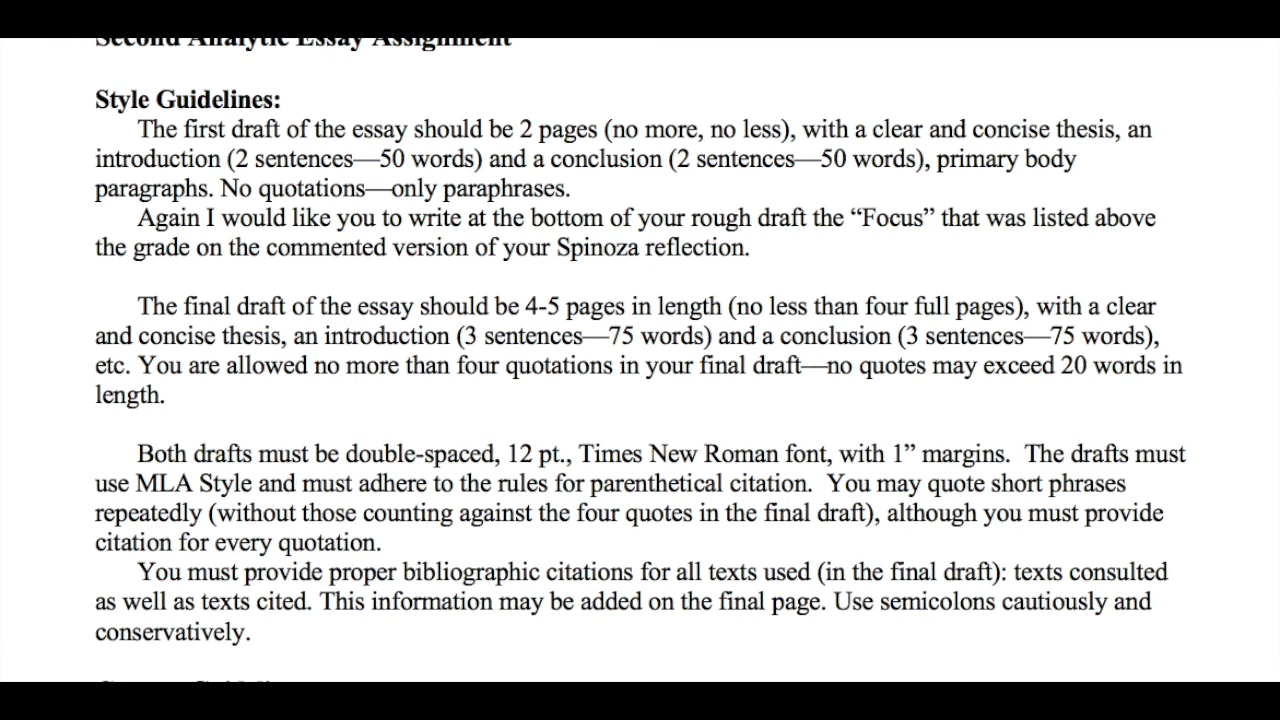 Second Analytic Essay Assignment
Style Guidelines:
The first draft of the essay should be 2 pages (no more, no less), with a clear and concise thesis, an
introduction (2 sentences—50 words) and a conclusion (2 sentences—50 words), primary body
paragraphs. No quotations—only paraphrases.
Again I would like you to write at the bottom of your rough draft the “Focus” that was listed above
the grade on the commented version of your Spinoza reflection.
The final draft of the essay should be 4-5 pages in length (no less than four full pages), with a clear
and concise thesis, an introduction (3 sentences—75 words) and a conclusion (3 sentences—75 words),
etc. You are allowed no more than four quotations in your final draft—no quotes may exceed 20 words in
length.
Both drafts must be double-spaced, 12 pt., Times New Roman font, with 1” margins.  The drafts must
use MLA Style and must adhere to the rules for parenthetical citation.  You may quote short phrases
repeatedly (without those counting against the four quotes in the final draft), although you must provide
citation for every quotation.
You must provide proper bibliographic citations for all texts used (in the final draft): texts consulted
as well as texts cited. This information may be added on the final page. Use semicolons cautiously and
conservatively.